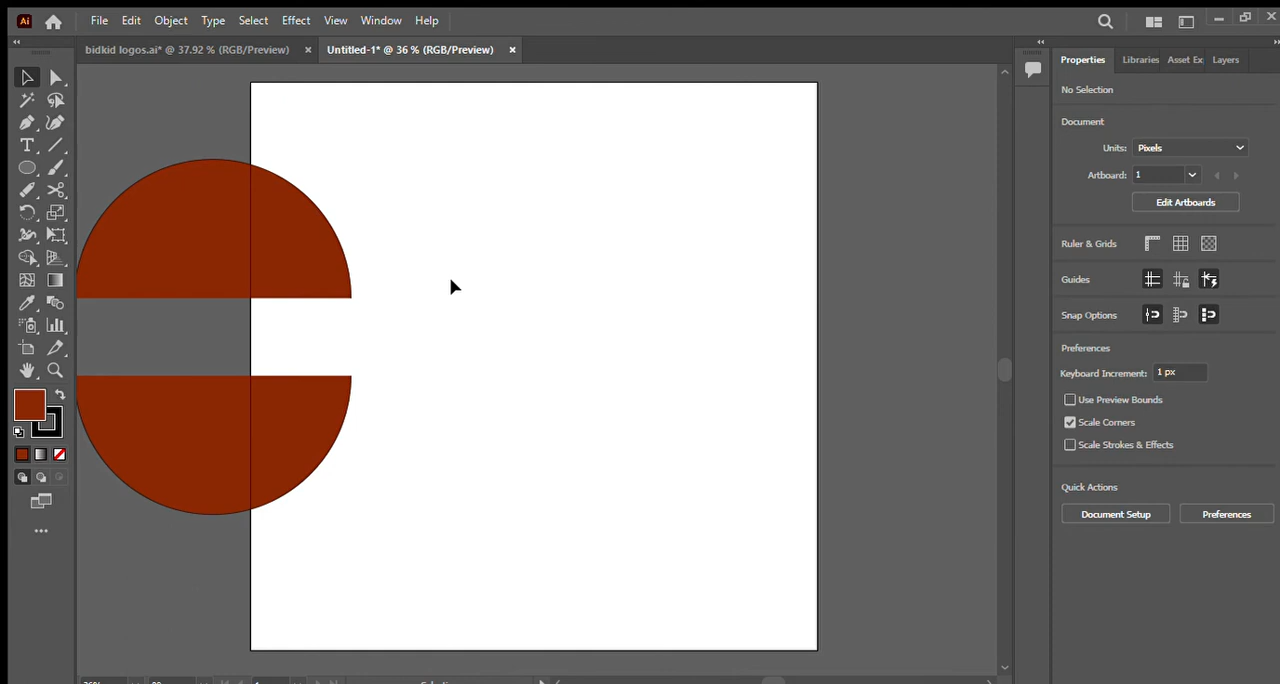 Ai File Edit Object Type Select Effect View Window Help
bidkid logos.ai* @ 37.92 % (RGB/Preview) × Untitled-1* @ 36 % (RGB/Preview) ×
Properties Libraries Asset Ex Layers
No Selection
Document
Units: Pixels
Artboard: 1
Edit Artboards
Ruler & Grids
Guides
Snap Options
Preferences
Keyboard Increment: 1 px
Use Preview Bounds
Scale Corners
Scale Strokes & Effects
Quick Actions
Document Setup Preferences